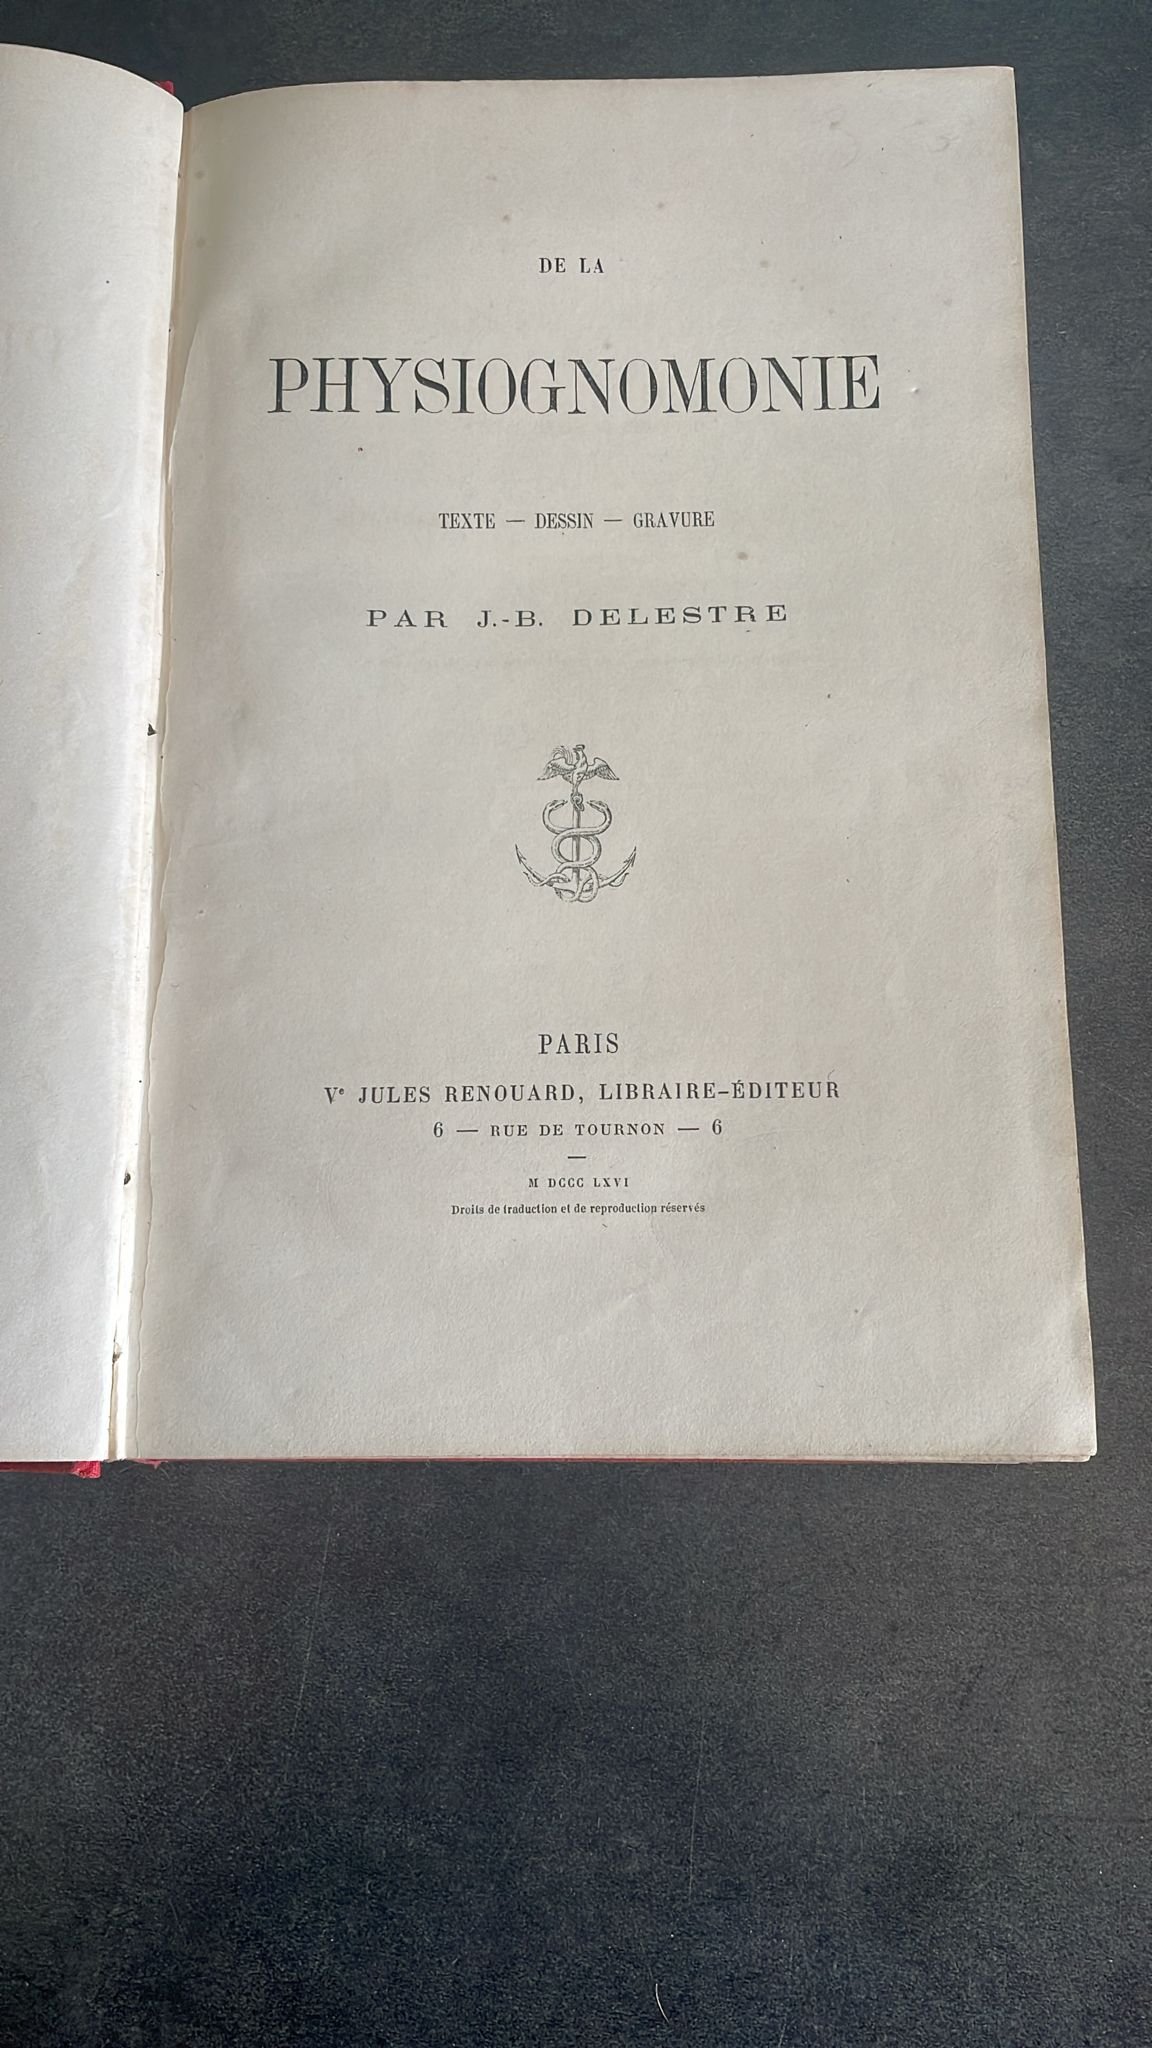 DE LA
PHYSIOGNOMONIE
TEXTE — DESSIN — GRAVURE
PAR J.-B. DELESTRE
PARIS
Ve JULES RENOUARD, LIBRAIRE-ÉDITEUR
6 — RUE DE TOURNON — 6
M DCCC LXVI
Droits de traduction et de reproduction réservés